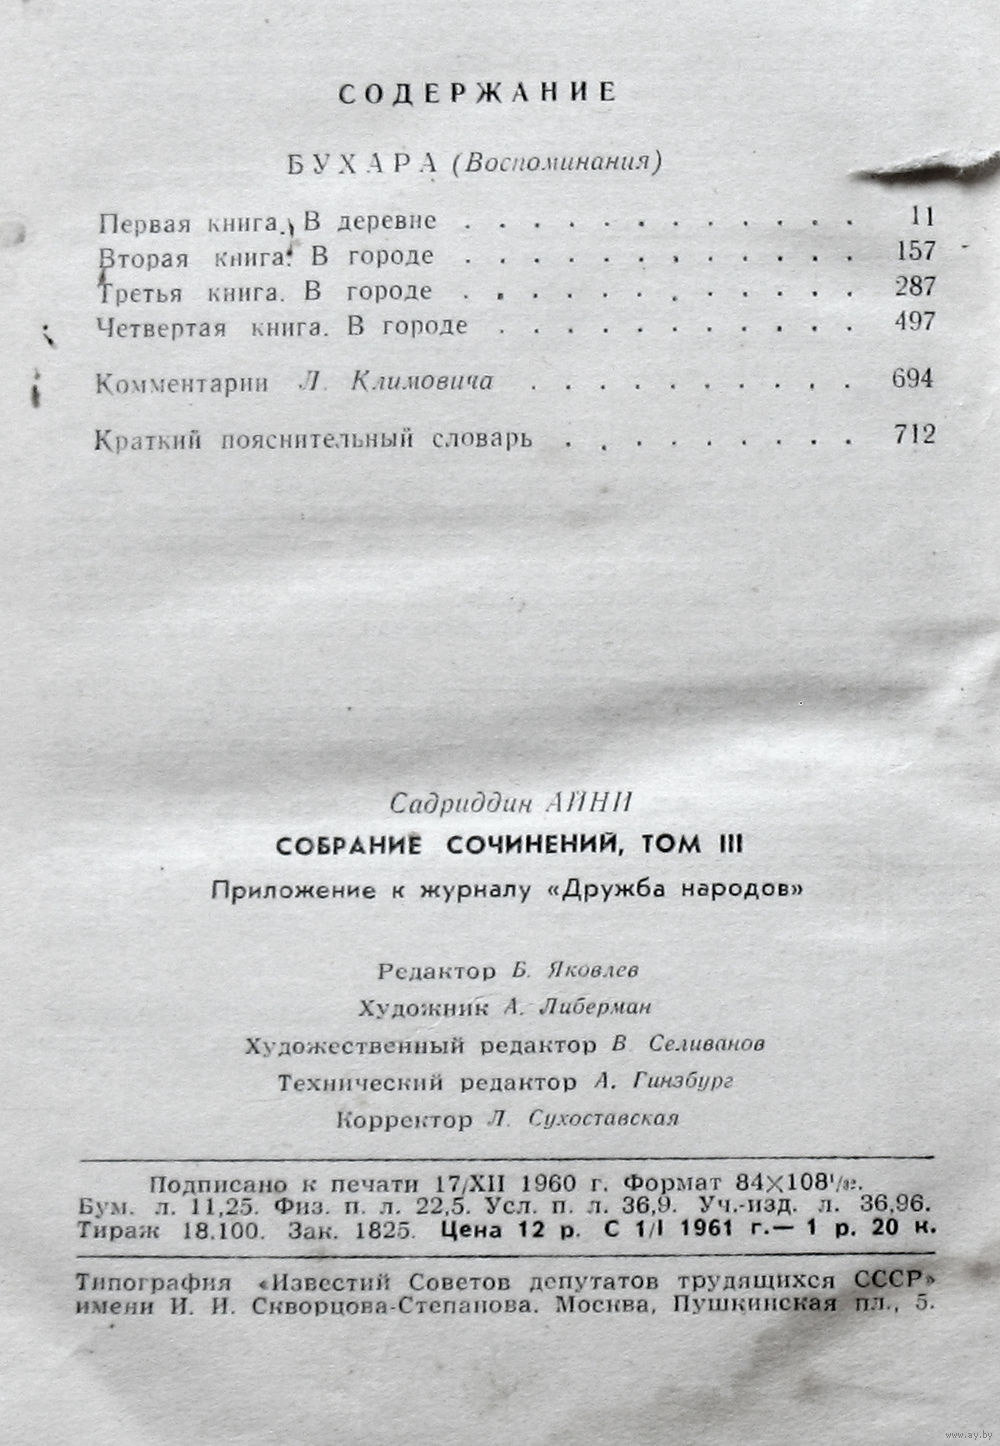 СОДЕРЖАНИЕ
БУХАРА (Воспоминания)
Первая книга. В деревне . . . . . . . . . . . . 11
Вторая книга. В городе . . . . . . . . . . . . 157
Третья книга. В городе . . . . . . . . . . . . 287
Четвертая книга. В городе . . . . . . . . . . . 497
Комментарии Л. Климовича . . . . . . . . . . 694
Краткий пояснительный словарь . . . . . . . . . 712
Садриддин АЙНИ
СОБРАНИЕ СОЧИНЕНИЙ, ТОМ III
Приложение к журналу «Дружба народов»
Редактор Б. Яковлев
Художник А. Либерман
Художественный редактор В. Селиванов
Технический редактор А. Гинзбург
Корректор Л. Сухоставская
Подписано к печати 17/XII 1960 г. Формат 84×108¹/₃₂.
Бум. л. 11,25. Физ. п. л. 22,5. Усл. п. л. 36,9. Уч.-изд. л. 36,96.
Тираж 18.100. Зак. 1825. Цена 12 р. С 1/I 1961 г.— 1 р. 20 к.
Типография «Известий Советов депутатов трудящихся СССР»
имени И. И. Скворцова-Степанова. Москва, Пушкинская пл., 5.
www.ay.by